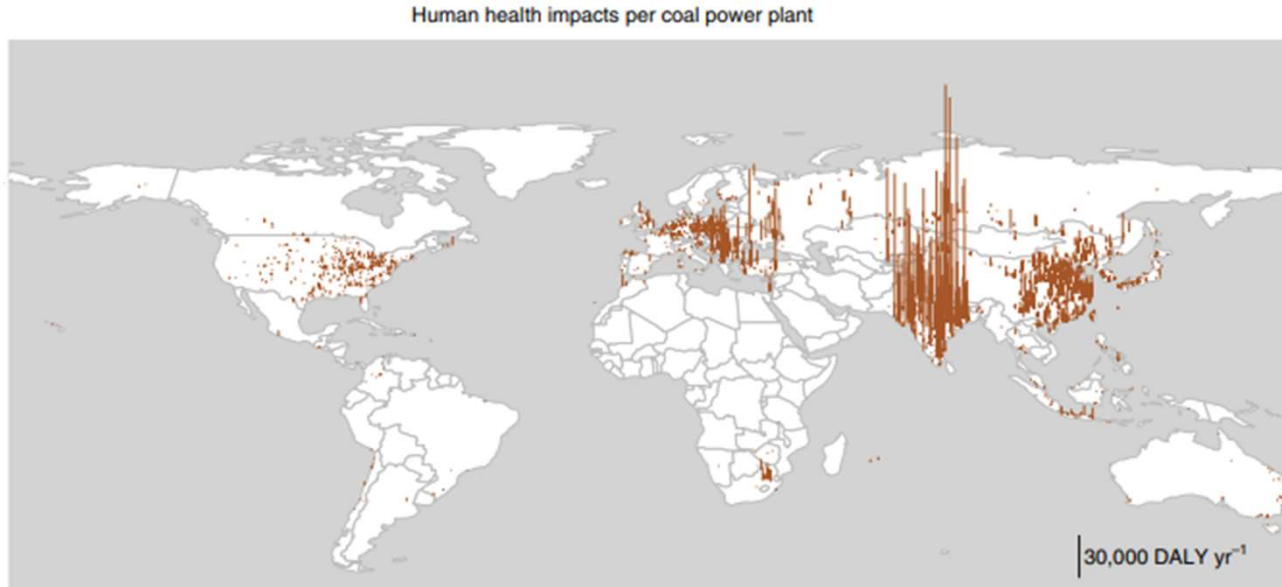 Human health impacts per coal power plant
30,000 DALY yr⁻¹